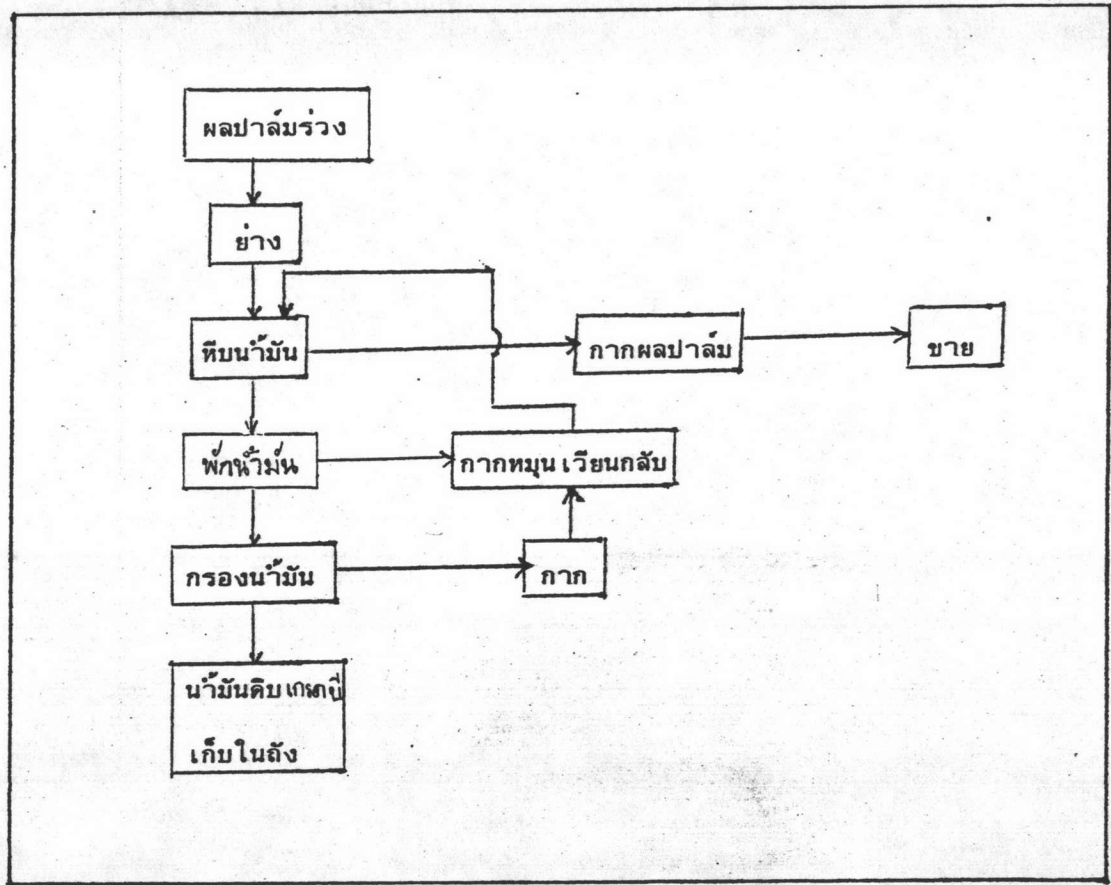 ผลปาล์มร่วง
ย่าง
หีบน้ำมัน
กากผลปาล์ม
ขาย
พักน้ำมัน
กากหมุนเวียนกลับ
กรองน้ำมัน
กาก
น้ำมันดิบเกรดบี
เก็บในถัง